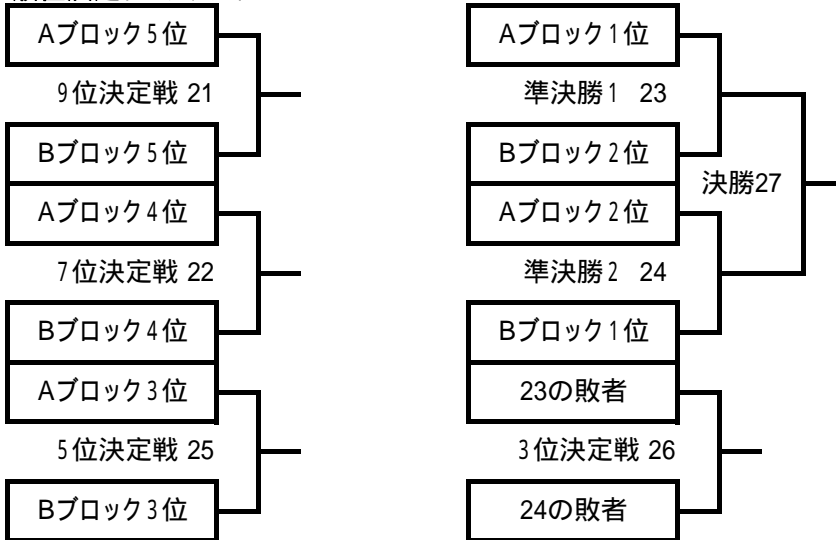 Aブロック5位
9位決定戦 21
Bブロック5位
Aブロック4位
7位決定戦 22
Bブロック4位
Aブロック3位
5位決定戦 25
Bブロック3位
Aブロック1位
準決勝1 23
Bブロック2位
決勝27
Aブロック2位
準決勝2 24
Bブロック1位
23の敗者
3位決定戦 26
24の敗者